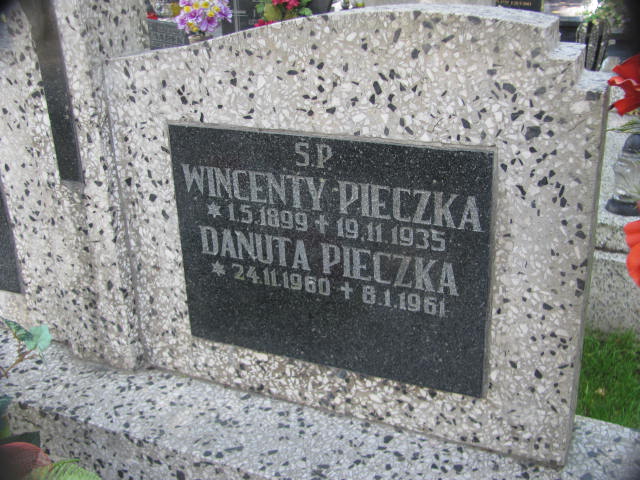 Ś.P.
WINCENTY PIECZKA
* 1.5.1899 + 19.11.1935
DANUTA PIECZKA
* 24.11.1960 + 8.1.1961